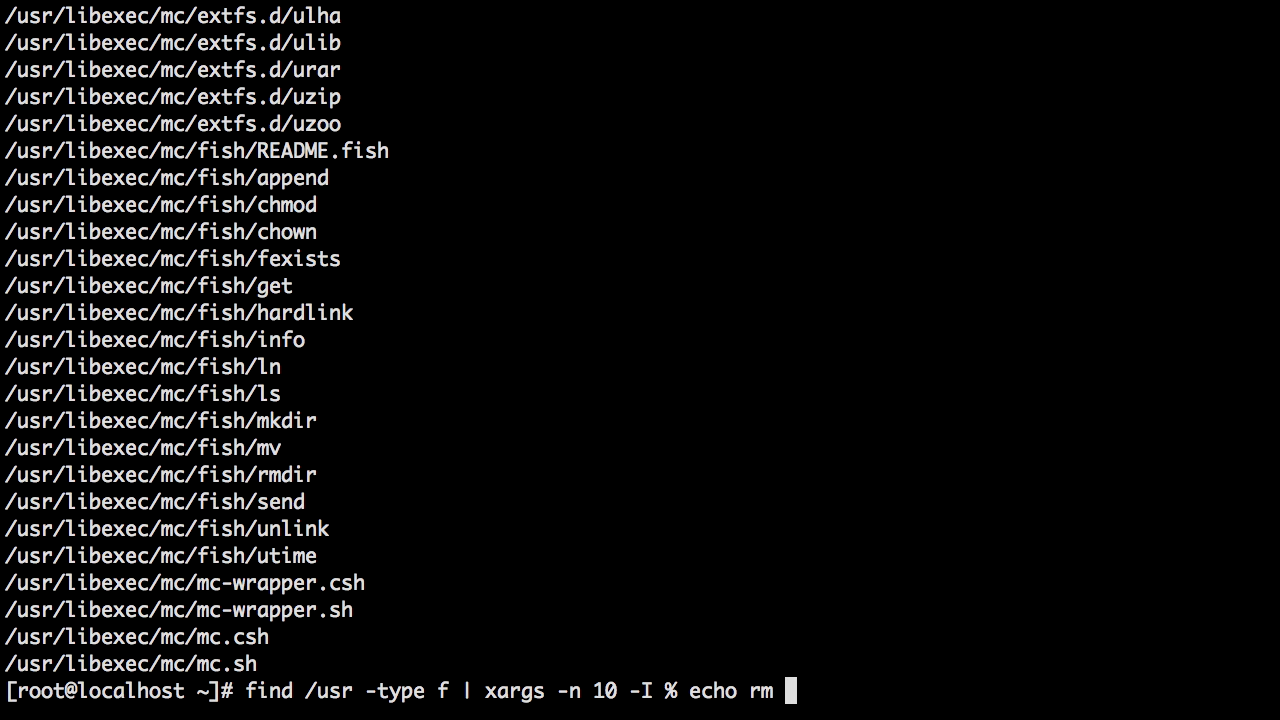 /usr/libexec/mc/extfs.d/ulha
/usr/libexec/mc/extfs.d/ulib
/usr/libexec/mc/extfs.d/urar
/usr/libexec/mc/extfs.d/uzip
/usr/libexec/mc/extfs.d/uzoo
/usr/libexec/mc/fish/README.fish
/usr/libexec/mc/fish/append
/usr/libexec/mc/fish/chmod
/usr/libexec/mc/fish/chown
/usr/libexec/mc/fish/fexists
/usr/libexec/mc/fish/get
/usr/libexec/mc/fish/hardlink
/usr/libexec/mc/fish/info
/usr/libexec/mc/fish/ln
/usr/libexec/mc/fish/ls
/usr/libexec/mc/fish/mkdir
/usr/libexec/mc/fish/mv
/usr/libexec/mc/fish/rmdir
/usr/libexec/mc/fish/send
/usr/libexec/mc/fish/unlink
/usr/libexec/mc/fish/utime
/usr/libexec/mc/mc-wrapper.csh
/usr/libexec/mc/mc-wrapper.sh
/usr/libexec/mc/mc.csh
/usr/libexec/mc/mc.sh
[root@localhost ~]# find /usr -type f | xargs -n 10 -I % echo rm